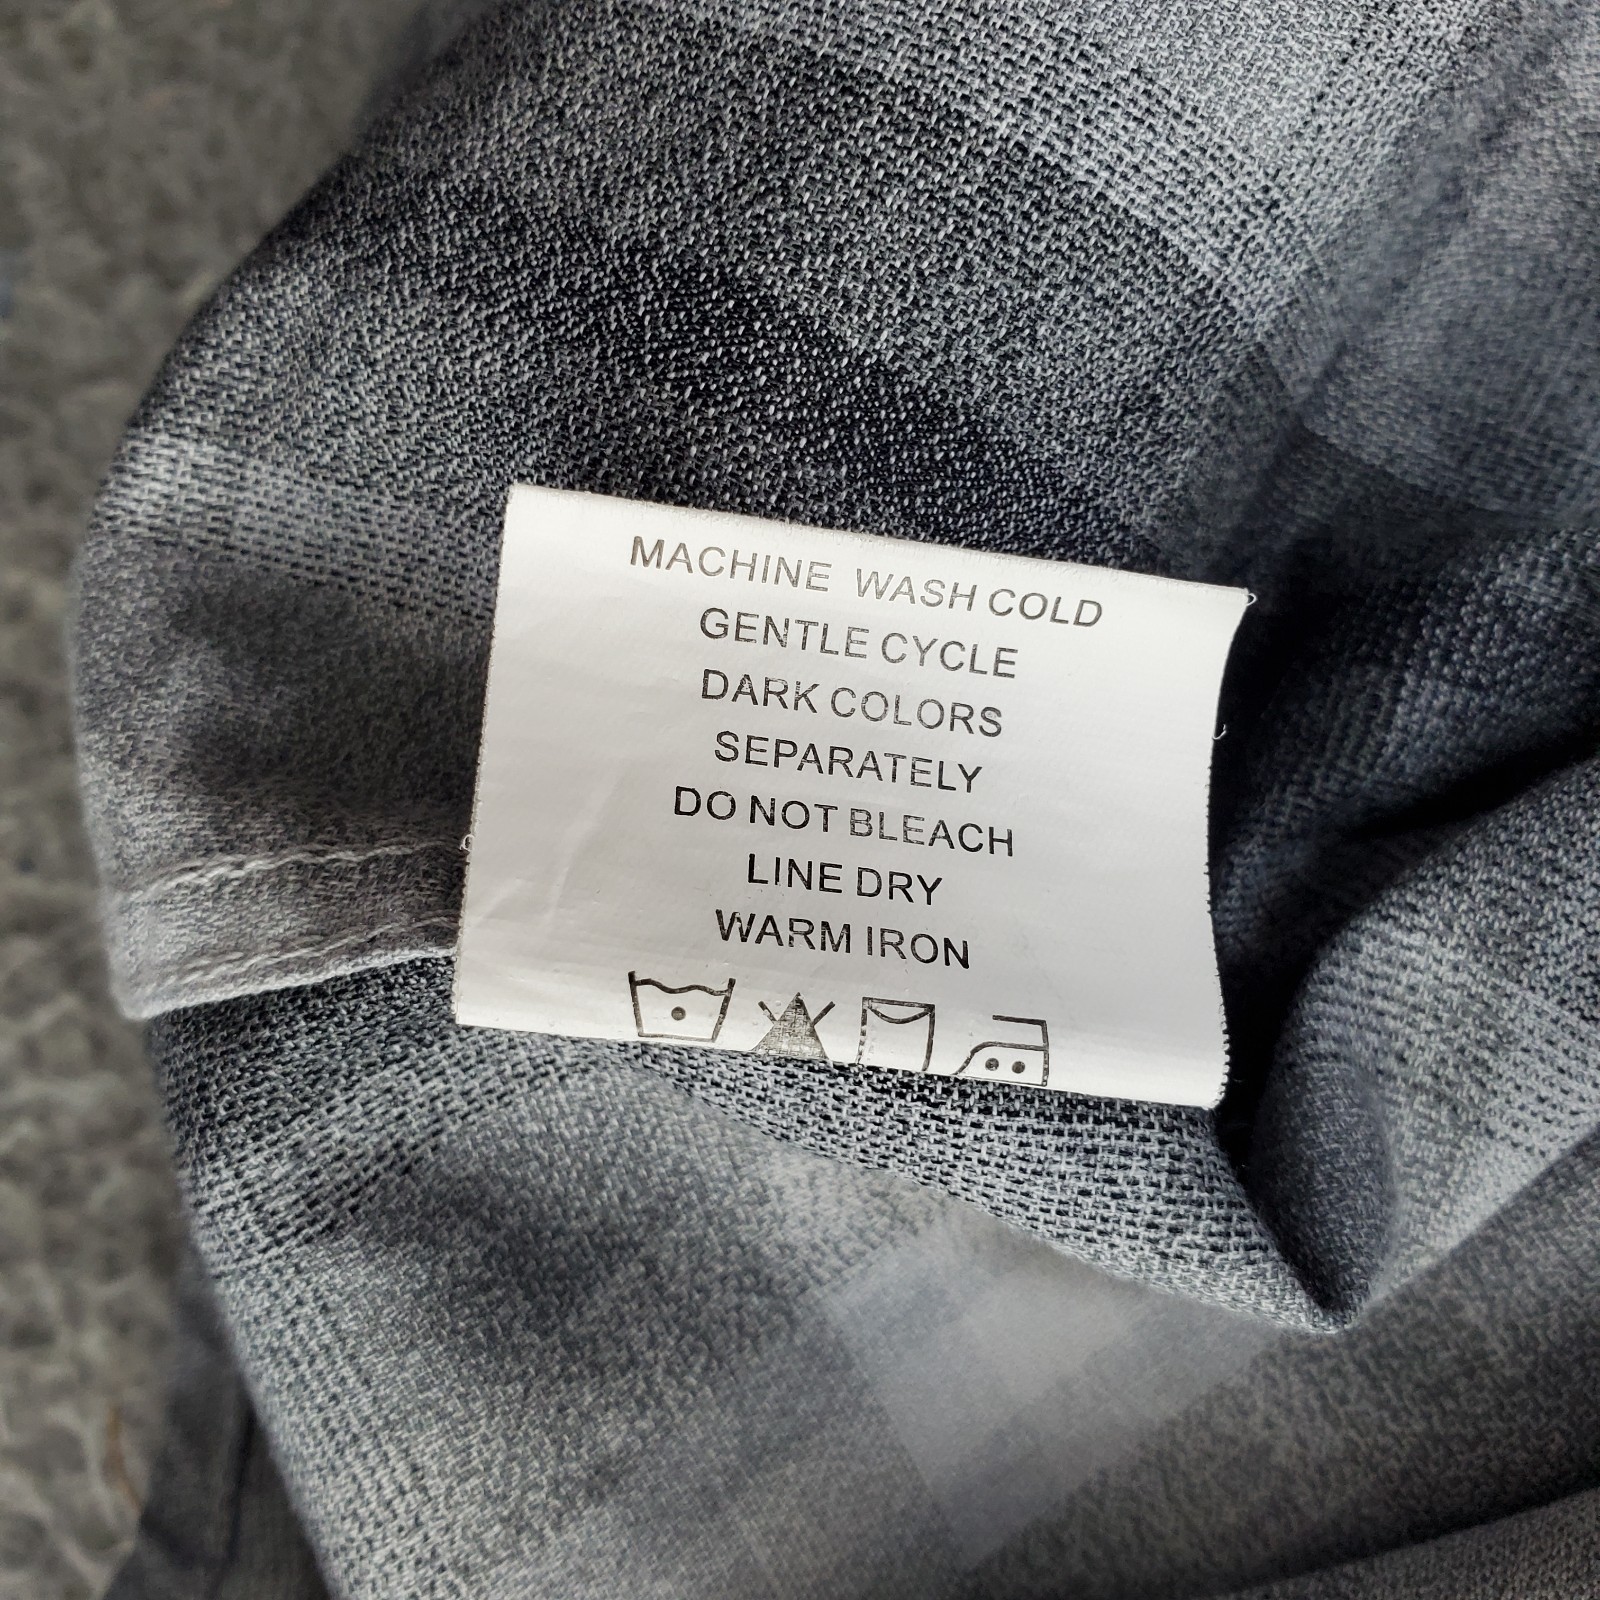 MACHINE WASH COLD
GENTLE CYCLE
DARK COLORS
SEPARATELY
DO NOT BLEACH
LINE DRY
WARM IRON